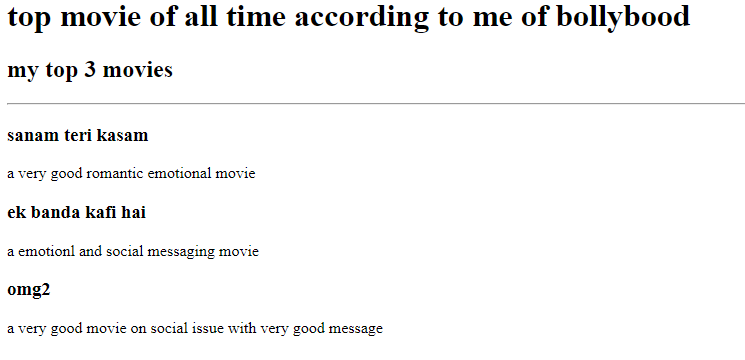 top movie of all time according to me of bollybood
my top 3 movies
sanam teri kasam
a very good romantic emotional movie
ek banda kafi hai
a emotionl and social messaging movie
omg2
a very good movie on social issue with very good message